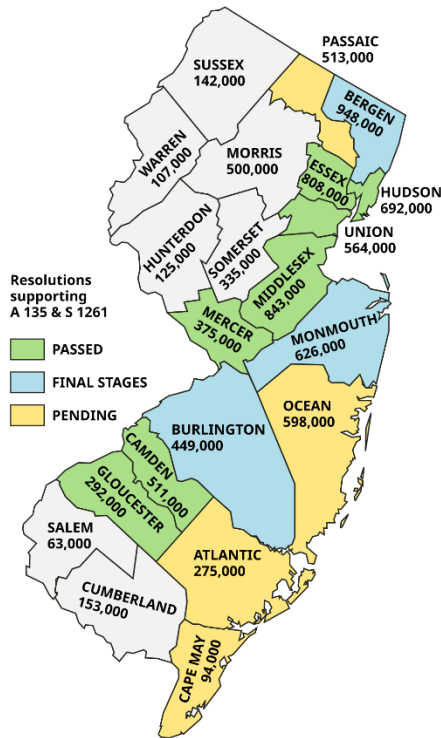 PASSAIC
513,000
SUSSEX
142,000
BERGEN
948,000
WARREN
107,000
MORRIS
500,000
ESSEX
808,000
HUDSON
692,000
UNION
564,000
HUNTERDON
125,000
SOMERSET
335,000
MIDDLESEX
843,000
Resolutions
supporting
A 135 & S 1261
PASSED
FINAL STAGES
PENDING
MERCER
375,000
MONMOUTH
626,000
OCEAN
598,000
BURLINGTON
449,000
CAMDEN
511,000
GLOUCESTER
292,000
SALEM
63,000
ATLANTIC
275,000
CUMBERLAND
153,000
CAPE MAY
94,000